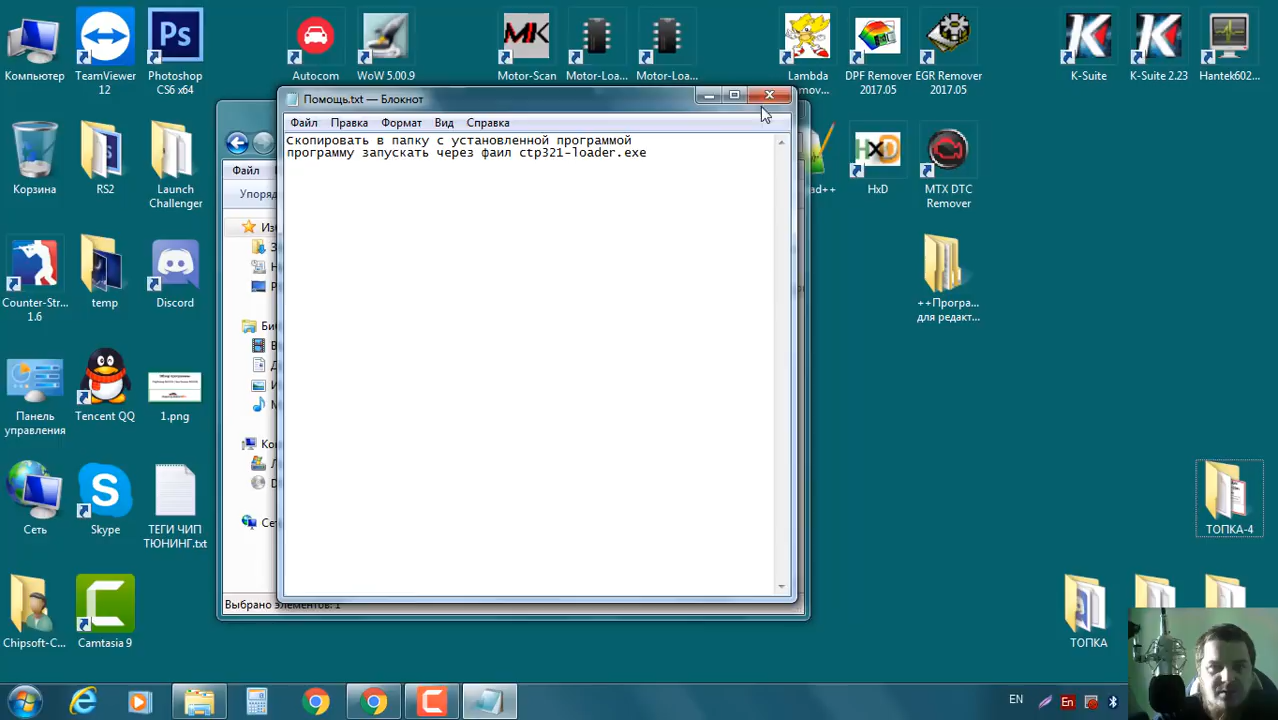 Компьютер
TeamViewer
12
Photoshop
CS6 x64
Autocom
WoW 5.00.9
Motor-Scan
Motor-Loa...
Motor-Loa...
Lambda
DPF Remover
2017.05
EGR Remover
2017.05
K-Suite
K-Suite 2.23
Hantek602...
Помощь.txt — Блокнот
Файл
Правка
Формат
Вид
Справка
Скопировать в папку с установленной программой
программу запускать через фаил ctp321-loader.exe
Файл
Упоряд
Корзина
RS2
Launch
Challenger
HxD
MTX DTC
Remover
Counter-Str...
1.6
temp
Discord
++Програ...
для редакт...
Панель
управления
Tencent QQ
1.png
Сеть
Skype
ТЕГИ ЧИП
ТЮНИНГ.txt
ТОПКА-4
Chipsoft-C...
Camtasia 9
ТОПКА
Выбрано элементов: 1
EN
En